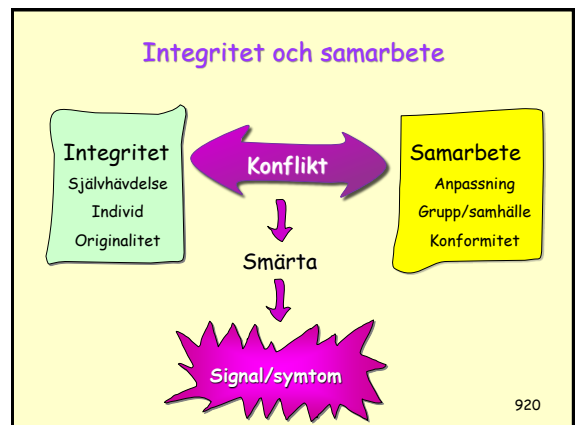 Integritet och samarbete
Integritet
Självhävdelse
Individ
Originalitet
Konflikt
Samarbete
Anpassning
Grupp/samhälle
Konformitet
Smärta
Signal/symtom
920